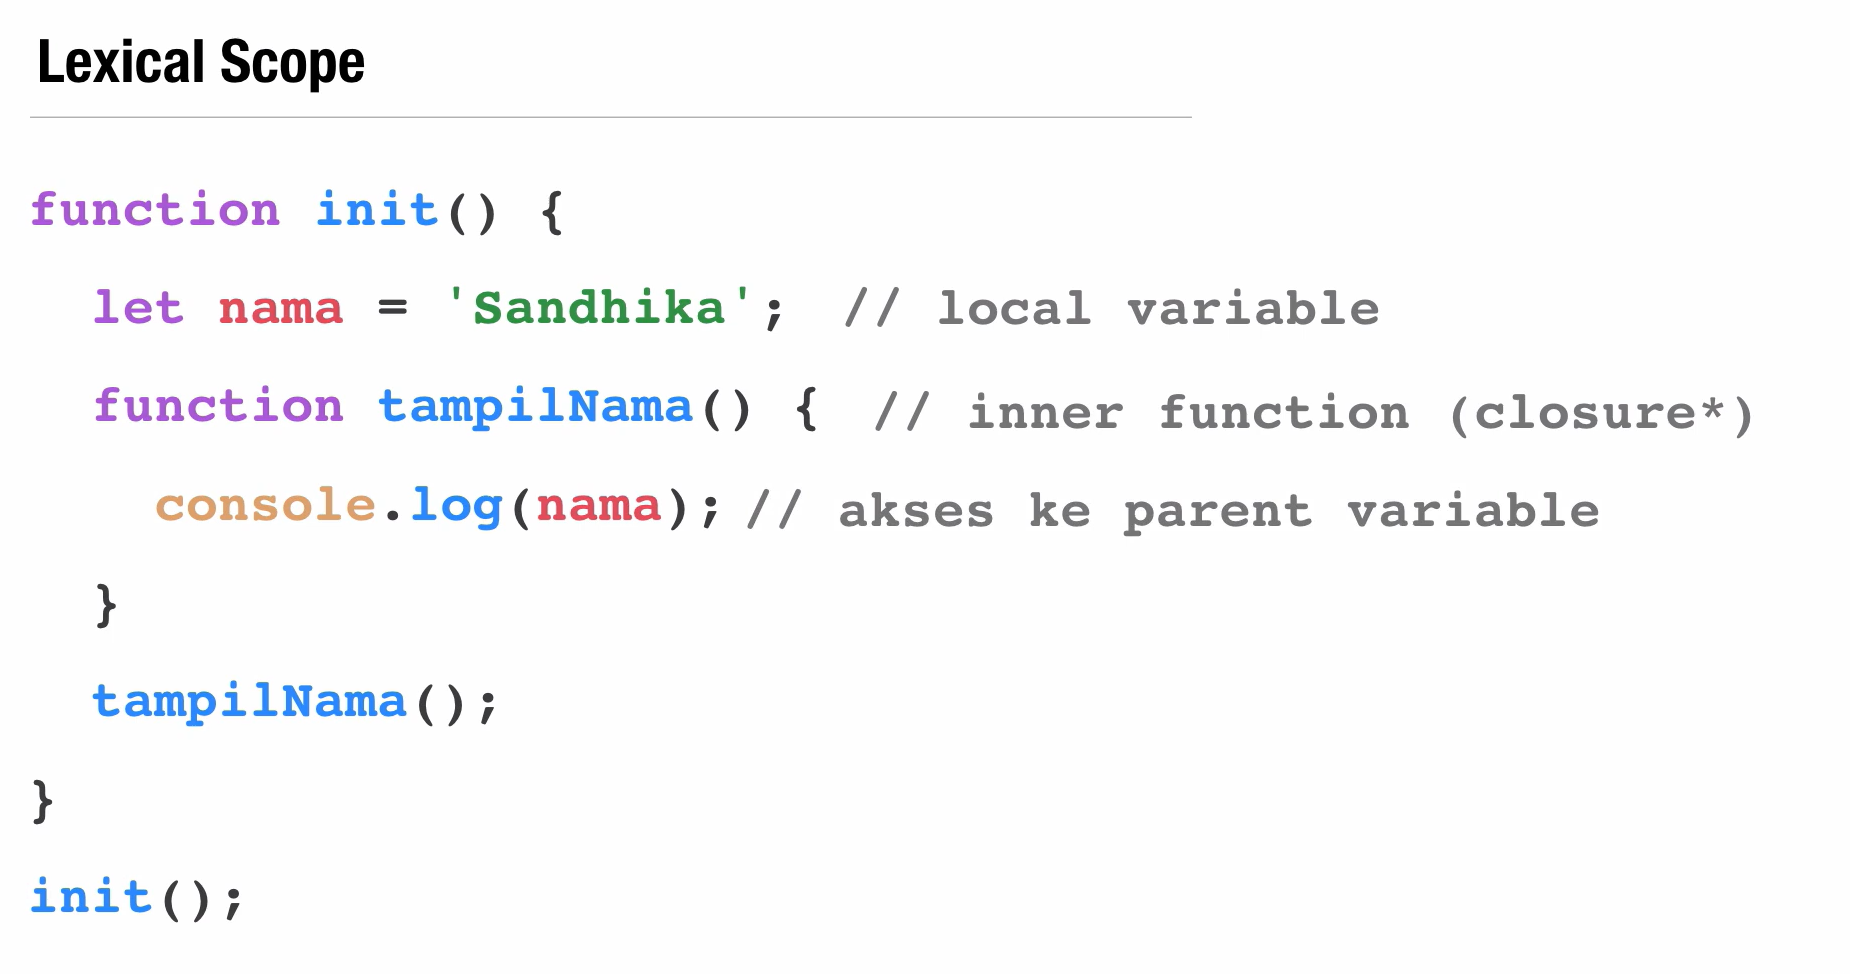 Lexical Scope
function init() {
let nama = 'Sandhika'; // local variable
function tampilNama() { // inner function (closure*)
console.log(nama); // akses ke parent variable
}
tampilNama();
}
init();